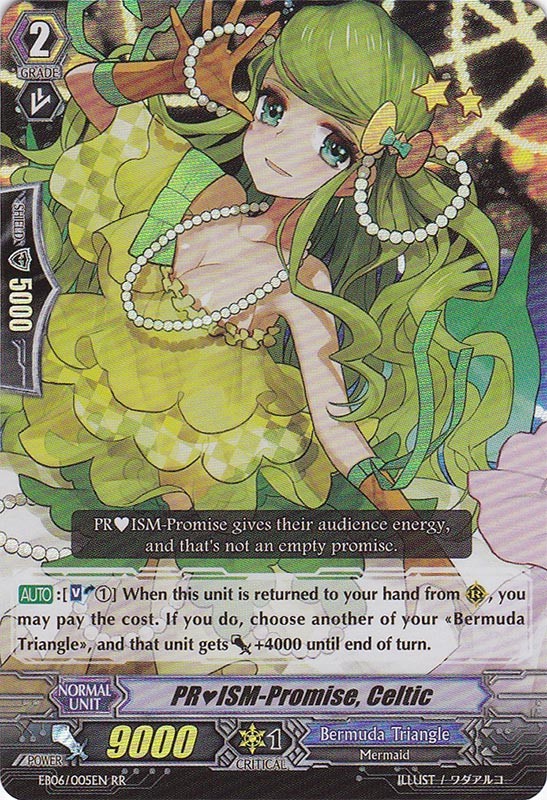 2
GRADE
SHIELD
5000
PR♥ISM-Promise gives their audience energy,
and that's not an empty promise.
AUTO :[V ①] When this unit is returned to your hand from R, you
may pay the cost. If you do, choose another of your «Bermuda
Triangle», and that unit gets +4000 until end of turn.
NORMAL
UNIT
PR♥ISM-Promise, Celtic
POWER
9000
1
CRITICAL
Bermuda Triangle
Mermaid
EB06/005EN RR
ILLUST / ワダアルコ